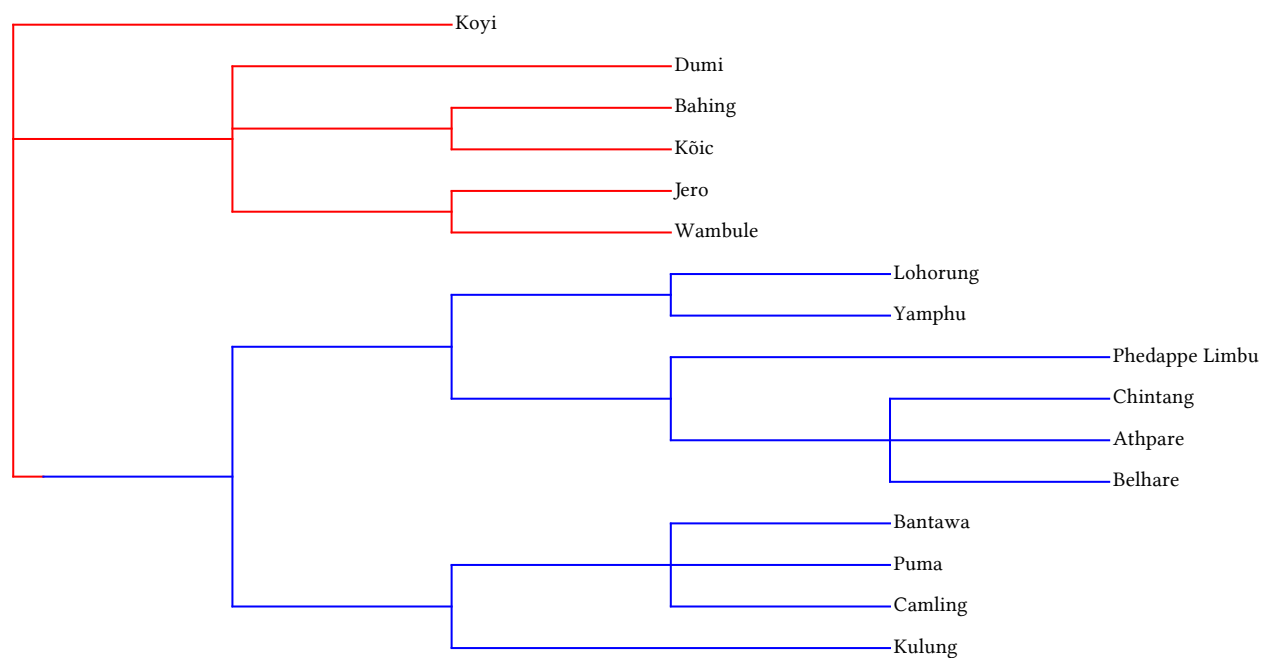 Koyi
Dumi
Bahing
Kõic
Jero
Wambule
Lohorung
Yamphu
Phedappe Limbu
Chintang
Athpare
Belhare
Bantawa
Puma
Camling
Kulung